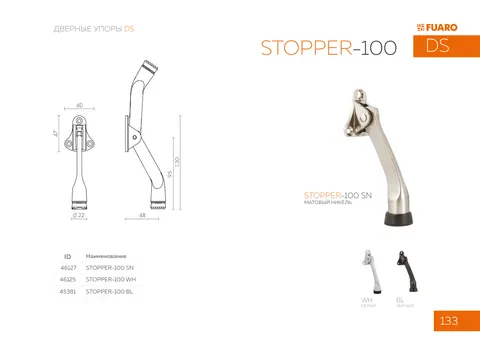 ДВЕРНЫЕ УПОРЫ DS
FUARO
STOPPER-100
DS
40
47
95
130
Ø 22
48
STOPPER-100 SN
МАТОВЫЙ НИКЕЛЬ
ID Наименование
46127 STOPPER-100 SN
46125 STOPPER-100 WH
45381 STOPPER-100 BL
WH
БЕЛЫЙ
BL
ЧЕРНЫЙ
133